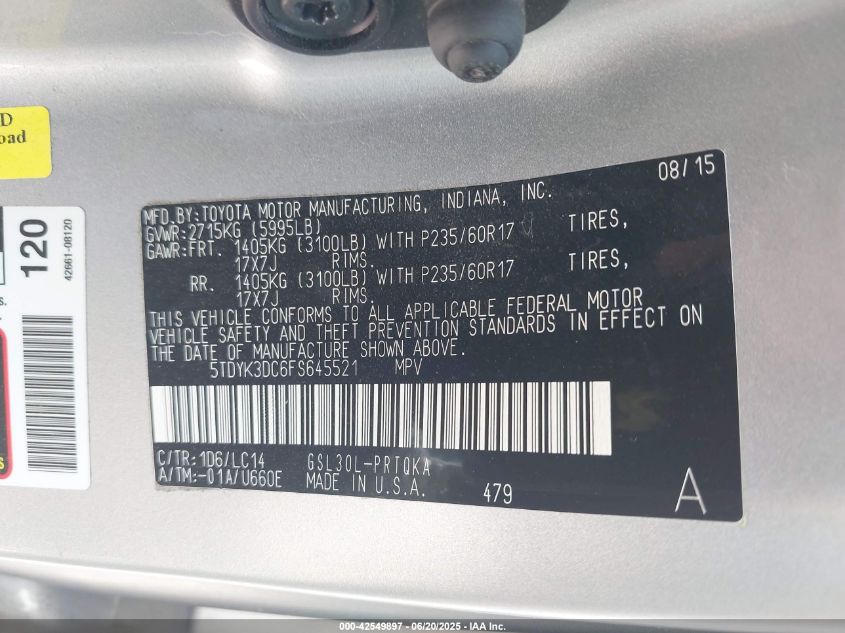 D
oad
120
42661-08120
s.
s
08/15
MFD.BY:TOYOTA MOTOR MANUFACTURING, INDIANA, INC.
GVWR:2715KG (5995LB)
GAWR:FRT. 1405KG (3100LB) WITH P235/60R17 TIRES,
17X7J RIMS.
RR. 1405KG (3100LB) WITH P235/60R17 TIRES,
17X7J RIMS.
THIS VEHICLE CONFORMS TO ALL APPLICABLE FEDERAL MOTOR
VEHICLE SAFETY AND THEFT PREVENTION STANDARDS IN EFFECT ON
THE DATE OF MANUFACTURE SHOWN ABOVE.
5TDYK3DC6FS645521 MPV
C/TR:1D6/LC14 GSL30L-PRTQKA
A/TM:-01A/U660E MADE IN U.S.A. 479 A
000-42549897 - 06/20/2025 - IAA